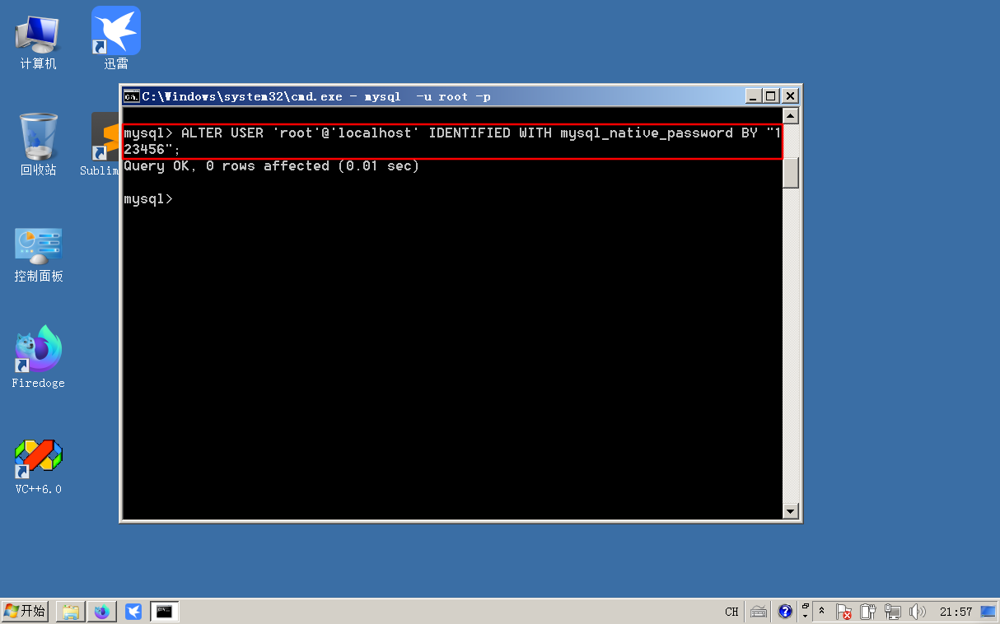 计算机
迅雷
回收站
Sublim
控制面板
Firedoge
VC++6.0
C:\Windows\system32\cmd.exe - mysql  -u root -p
mysql> ALTER USER 'root'@'localhost' IDENTIFIED WITH mysql_native_password BY "1
23456";
Query OK, 0 rows affected (0.01 sec)
mysql>
开始
CH
21:57